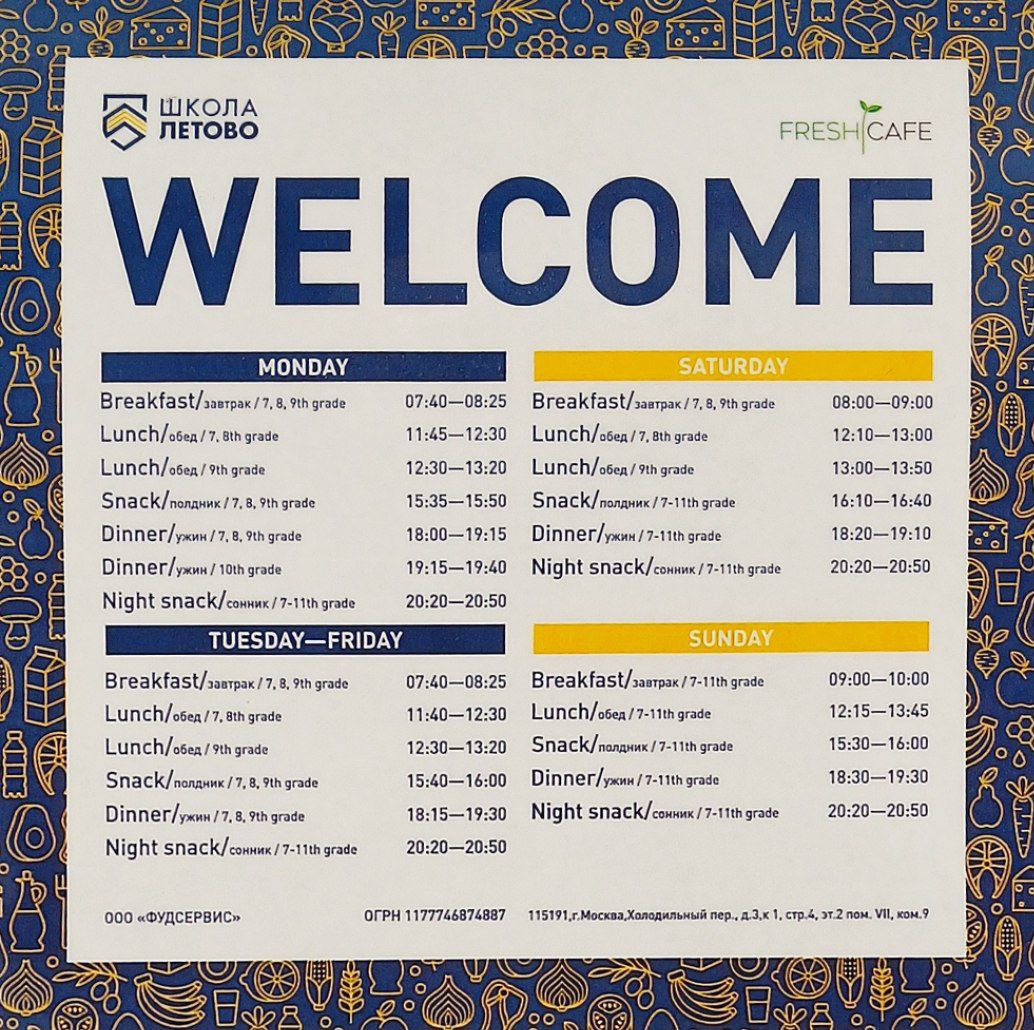 ШКОЛА
ЛЕТОВО
FRESH CAFE
WELCOME
MONDAY
Breakfast/завтрак / 7, 8, 9th grade 07:40—08:25
Lunch/обед / 7, 8th grade 11:45—12:30
Lunch/обед / 9th grade 12:30—13:20
Snack/полдник / 7, 8, 9th grade 15:35—15:50
Dinner/ужин / 7, 8, 9th grade 18:00—19:15
Dinner/ужин / 10th grade 19:15—19:40
Night snack/сонник / 7-11th grade 20:20—20:50
TUESDAY—FRIDAY
Breakfast/завтрак / 7, 8, 9th grade 07:40—08:25
Lunch/обед / 7, 8th grade 11:40—12:30
Lunch/обед / 9th grade 12:30—13:20
Snack/полдник / 7, 8, 9th grade 15:40—16:00
Dinner/ужин / 7, 8, 9th grade 18:15—19:30
Night snack/сонник / 7-11th grade 20:20—20:50
SATURDAY
Breakfast/завтрак / 7, 8, 9th grade 08:00—09:00
Lunch/обед / 7, 8th grade 12:10—13:00
Lunch/обед / 9th grade 13:00—13:50
Snack/полдник / 7-11th grade 16:10—16:40
Dinner/ужин / 7-11th grade 18:20—19:10
Night snack/сонник / 7-11th grade 20:20—20:50
SUNDAY
Breakfast/завтрак / 7-11th grade 09:00—10:00
Lunch/обед / 7-11th grade 12:15—13:45
Snack/полдник / 7-11th grade 15:30—16:00
Dinner/ужин / 7-11th grade 18:30—19:30
Night snack/сонник / 7-11th grade 20:20—20:50
ООО «ФУДСЕРВИС» ОГРН 1177746874887 115191,г.Москва,Холодильный пер., д.3,к 1, стр.4, эт.2 пом. VII, ком.9